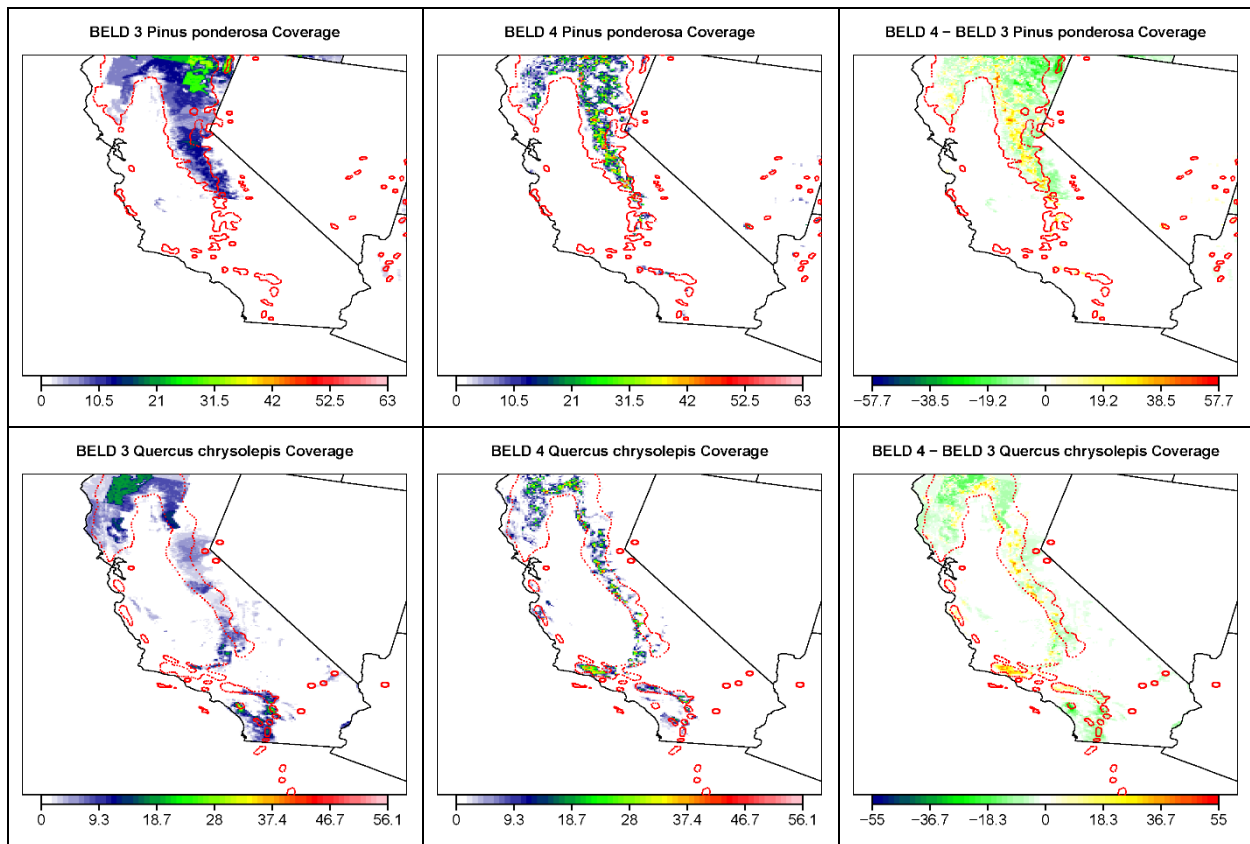 BELD 3 Pinus ponderosa Coverage
BELD 4 Pinus ponderosa Coverage
BELD 4 − BELD 3 Pinus ponderosa Coverage
0 10.5 21 31.5 42 52.5 63
0 10.5 21 31.5 42 52.5 63
−57.7 −38.5 −19.2 0 19.2 38.5 57.7
BELD 3 Quercus chrysolepis Coverage
BELD 4 Quercus chrysolepis Coverage
BELD 4 − BELD 3 Quercus chrysolepis Coverage
0 9.3 18.7 28 37.4 46.7 56.1
0 9.3 18.7 28 37.4 46.7 56.1
−55 −36.7 −18.3 0 18.3 36.7 55